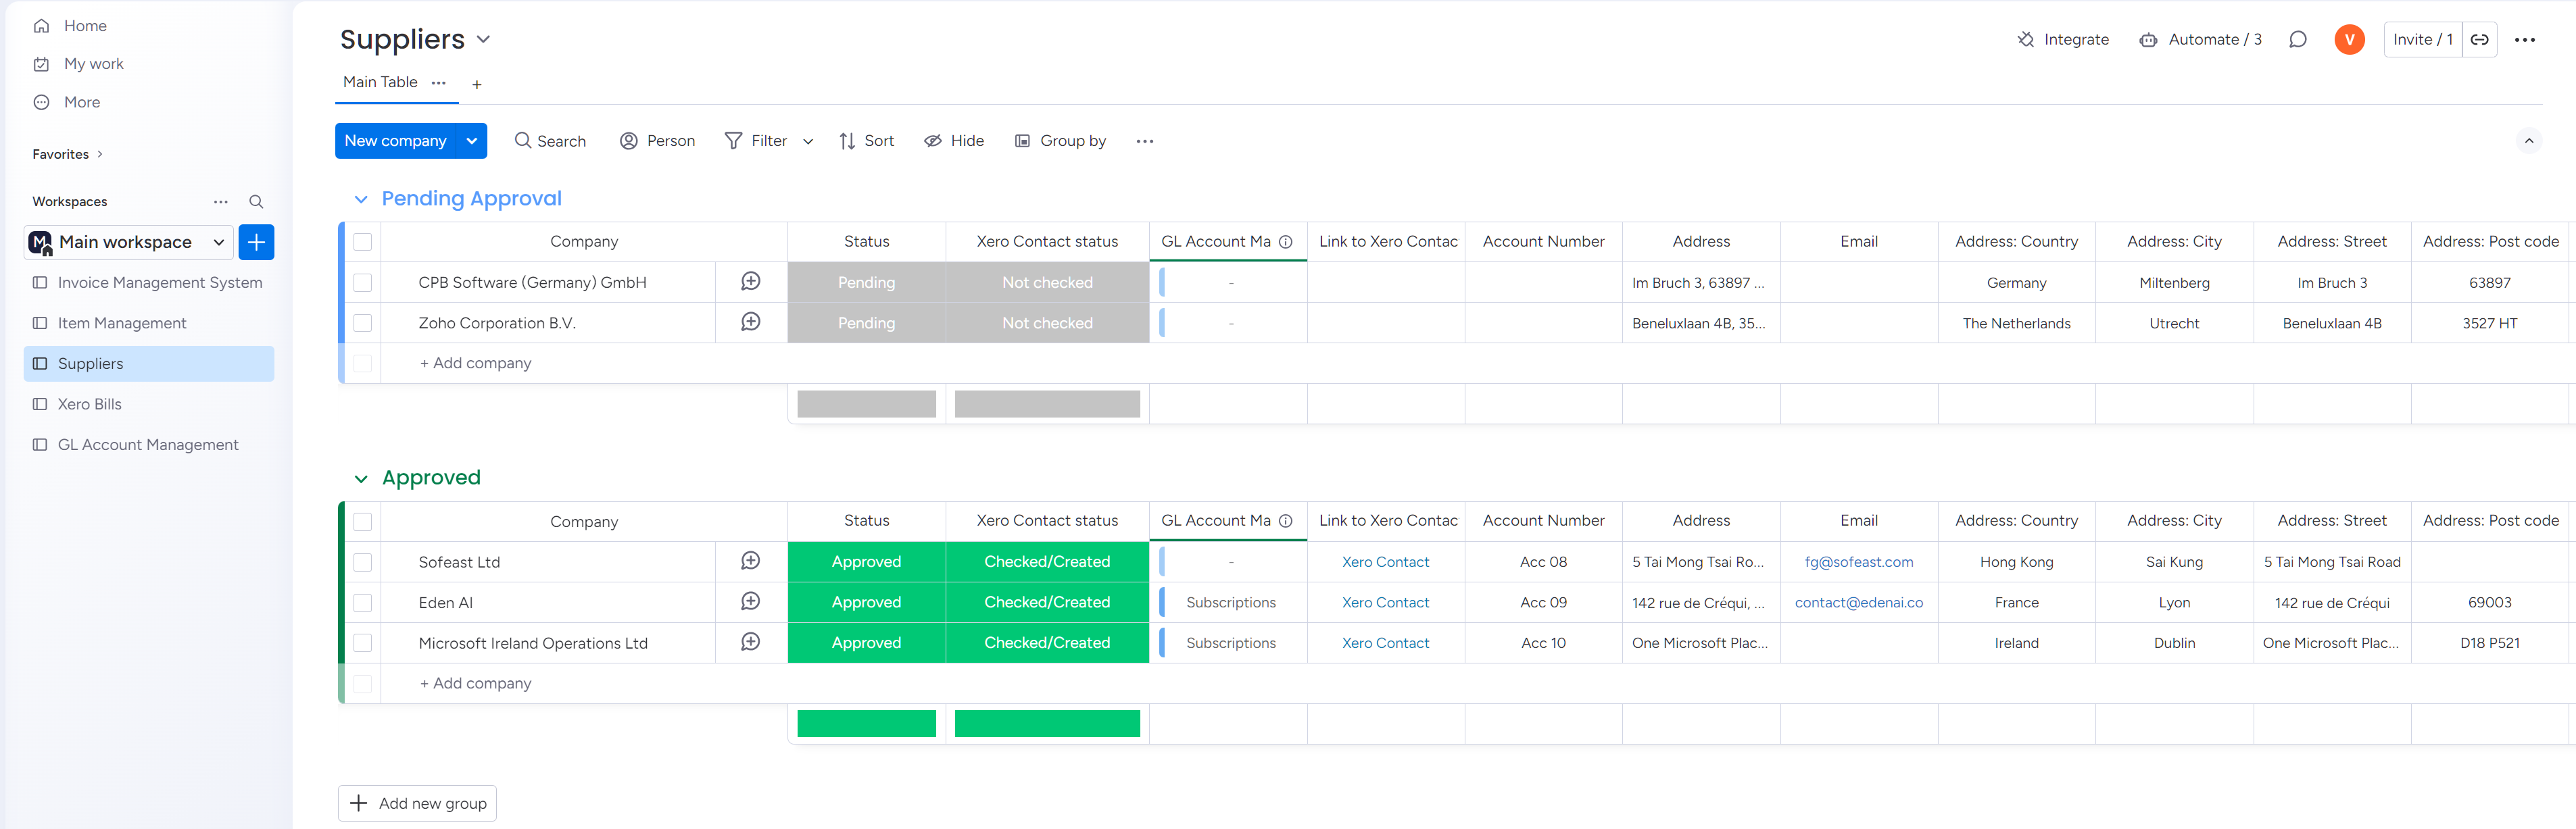 Home
My work
More
Favorites
Workspaces
M Main workspace
Invoice Management System
Item Management
Suppliers
Xero Bills
GL Account Management
Suppliers
Integrate Automate / 3 V Invite / 1
Main Table
New company Search Person Filter Sort Hide Group by
Pending Approval
Company Status Xero Contact status GL Account Ma Link to Xero Contac Account Number Address Email Address: Country Address: City Address: Street Address: Post code
CPB Software (Germany) GmbH Pending Not checked - Im Bruch 3, 63897 ... Germany Miltenberg Im Bruch 3 63897
Zoho Corporation B.V. Pending Not checked - Beneluxlaan 4B, 35... The Netherlands Utrecht Beneluxlaan 4B 3527 HT
+ Add company
Approved
Company Status Xero Contact status GL Account Ma Link to Xero Contac Account Number Address Email Address: Country Address: City Address: Street Address: Post code
Sofeast Ltd Approved Checked/Created - Xero Contact Acc 08 5 Tai Mong Tsai Ro... fg@sofeast.com Hong Kong Sai Kung 5 Tai Mong Tsai Road
Eden AI Approved Checked/Created Subscriptions Xero Contact Acc 09 142 rue de Créqui, ... contact@edenai.co France Lyon 142 rue de Créqui 69003
Microsoft Ireland Operations Ltd Approved Checked/Created Subscriptions Xero Contact Acc 10 One Microsoft Plac... Ireland Dublin One Microsoft Plac... D18 P521
+ Add company
Add new group